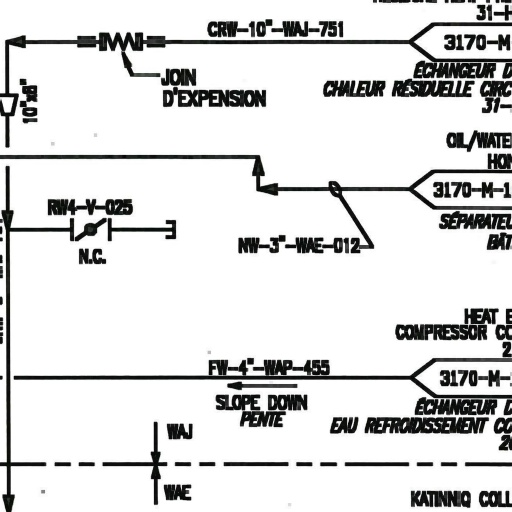 31-H
CRW-10"-WAJ-751
3170-M
ÉCHANGEUR D
JOIN
D'EXPENSION
CHALEUR RÉSIDUELLE CIRC
10"x8"
31-
OIL/WATE
HON
3170-M-1
SÉPARATEU
BÂT
RW4-V-025
N.C.
NW-3"-WAE-012
HEAT E
COMPRESSOR CO
2
FW-4"-WAP-455
3170-M-
SLOPE DOWN
PENTE
ÉCHANGEUR D
EAU REFROIDISSEMENT CO
20
WAJ
WAE
KATINNIQ COLL